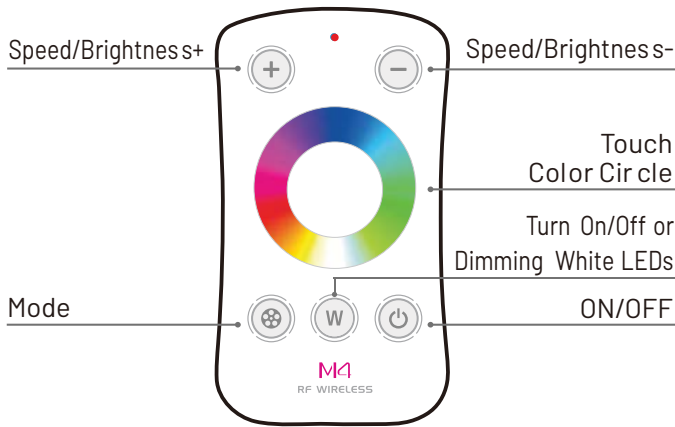 Speed/Brightness+
Speed/Brightness-
+
−
Touch
Color Circle
Turn On/Off or
Dimming White LEDs
Mode
W
ON/OFF
M4
RF WIRELESS